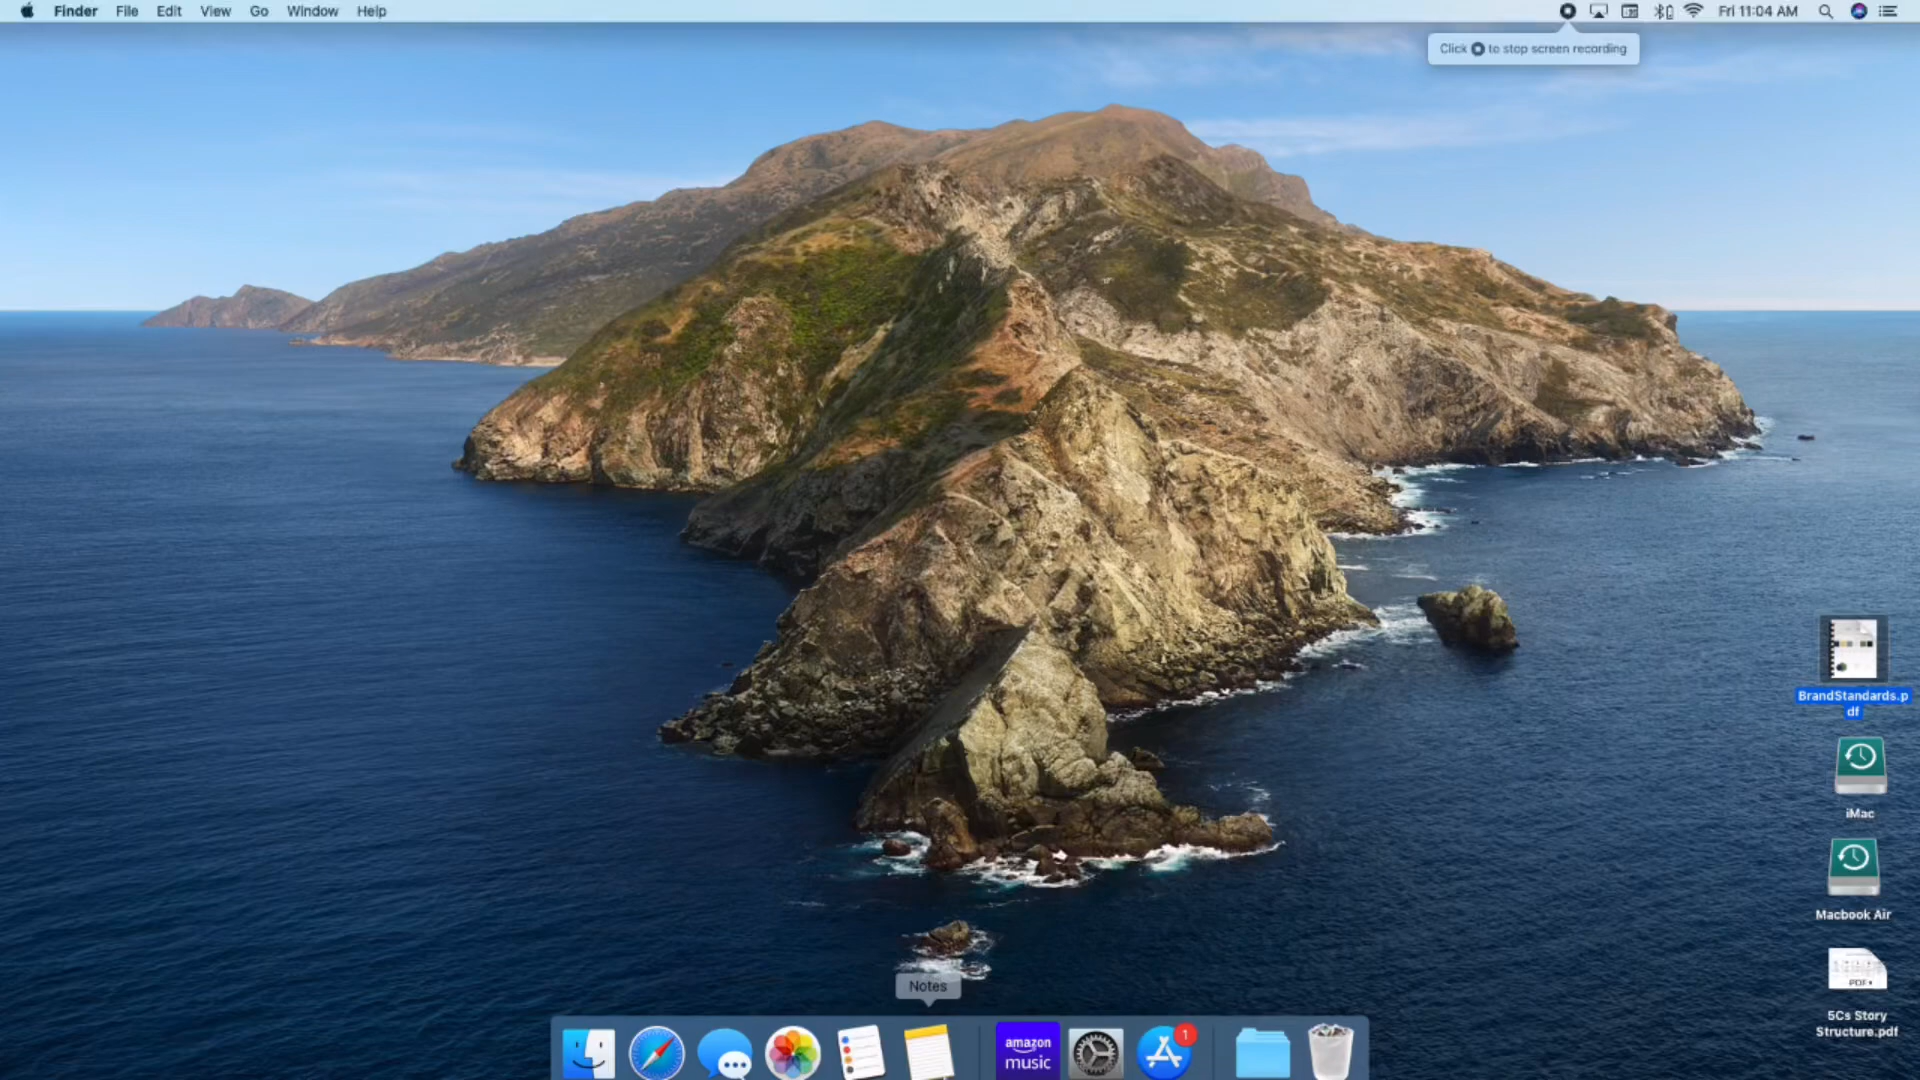 Finder File Edit View Go Window Help
Fri 11:04 AM
Click to stop screen recording
BrandStandards.p
df
iMac
Macbook Air
PDF
5Cs Story
Structure.pdf
Notes
amazon
music
1